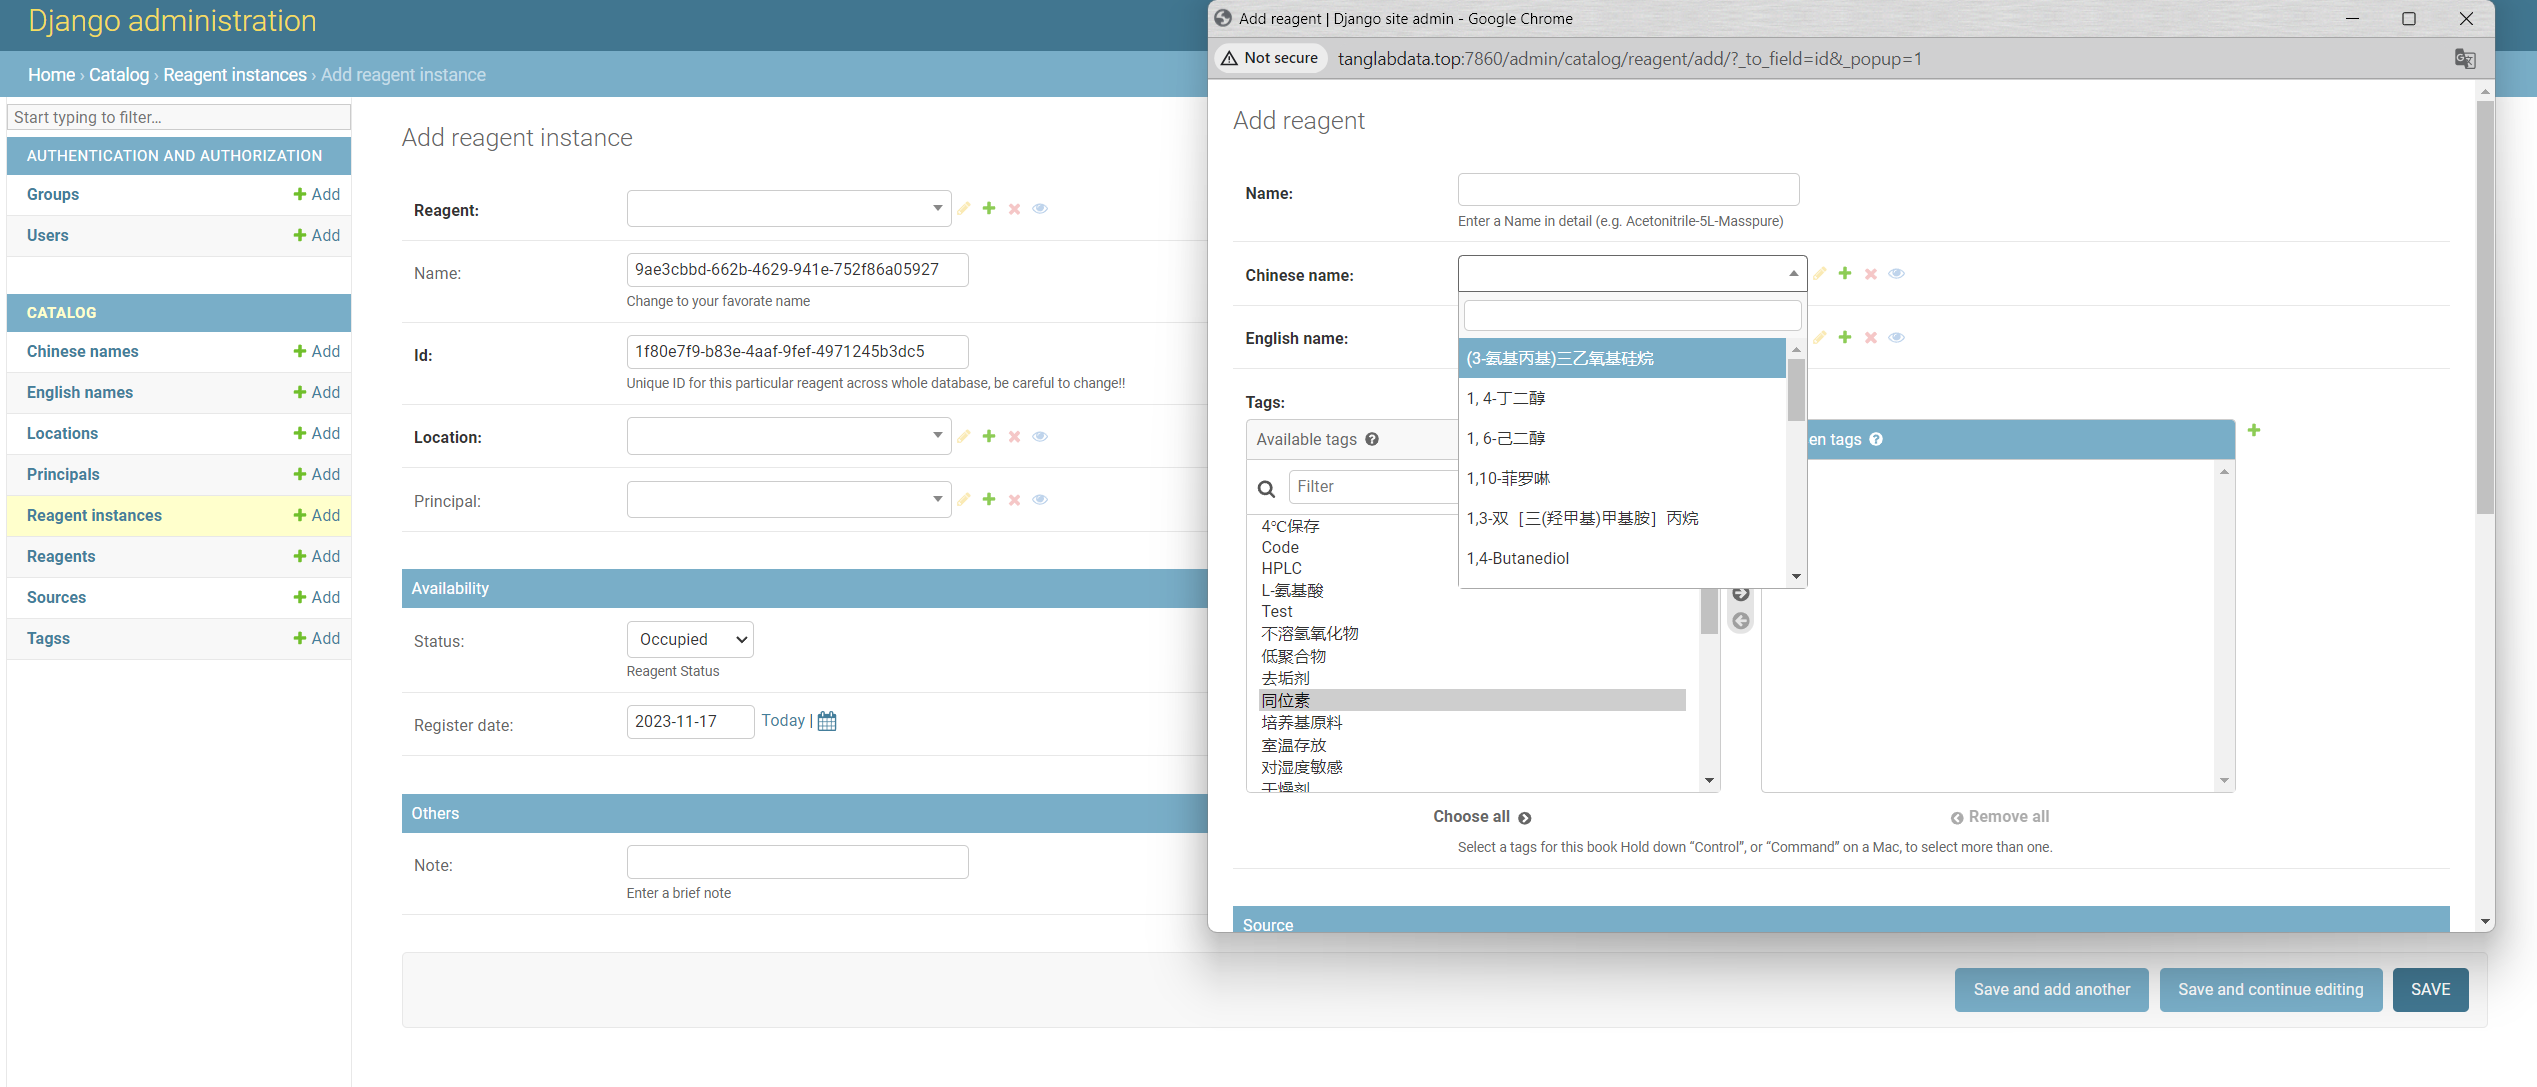 Django administration
Home › Catalog › Reagent instances › Add reagent instance
Start typing to filter...
AUTHENTICATION AND AUTHORIZATION
Groups Add
Users Add
CATALOG
Chinese names Add
English names Add
Locations Add
Principals Add
Reagent instances Add
Reagents Add
Sources Add
Tagss Add
Add reagent instance
Reagent:
Name: 9ae3cbbd-662b-4629-941e-752f86a05927
Change to your favorate name
Id: 1f80e7f9-b83e-4aaf-9fef-4971245b3dc5
Unique ID for this particular reagent across whole database, be careful to change!!
Location:
Principal:
Availability
Status: Occupied
Reagent Status
Register date: 2023-11-17 Today |
Others
Note:
Enter a brief note
Save and add another Save and continue editing SAVE
Add reagent | Django site admin - Google Chrome
Not secure tanglabdata.top:7860/admin/catalog/reagent/add/?_to_field=id&_popup=1
Add reagent
Name:
Enter a Name in detail (e.g. Acetonitrile-5L-Masspure)
Chinese name:
English name:
(3-氨基丙基)三乙氧基硅烷
1, 4-丁二醇
1, 6-己二醇
1,10-菲罗啉
1,3-双［三(羟甲基)甲基胺］丙烷
1,4-Butanediol
Tags:
Available tags
Filter
4℃保存
Code
HPLC
L-氨基酸
Test
不溶氢氧化物
低聚合物
去垢剂
同位素
培养基原料
室温存放
对湿度敏感
干燥剂
en tags
Choose all Remove all
Select a tags for this book Hold down “Control”, or “Command” on a Mac, to select more than one.
Source